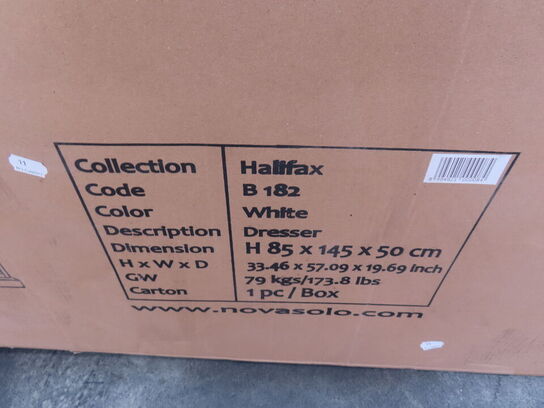 11
Collection Halifax
Code B 182
Color White
Description Dresser
Dimension H 85 x 145 x 50 cm
H x W x D 33.46 x 57.09 x 19.69 inch
GW 79 kgs/173.8 lbs
Carton 1 pc / Box
www.novasolo.com